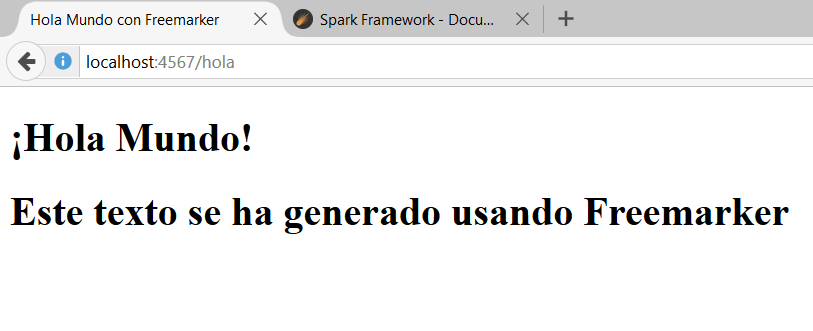 Hola Mundo con Freemarker
Spark Framework - Docu...
localhost:4567/hola
¡Hola Mundo!
Este texto se ha generado usando Freemarker